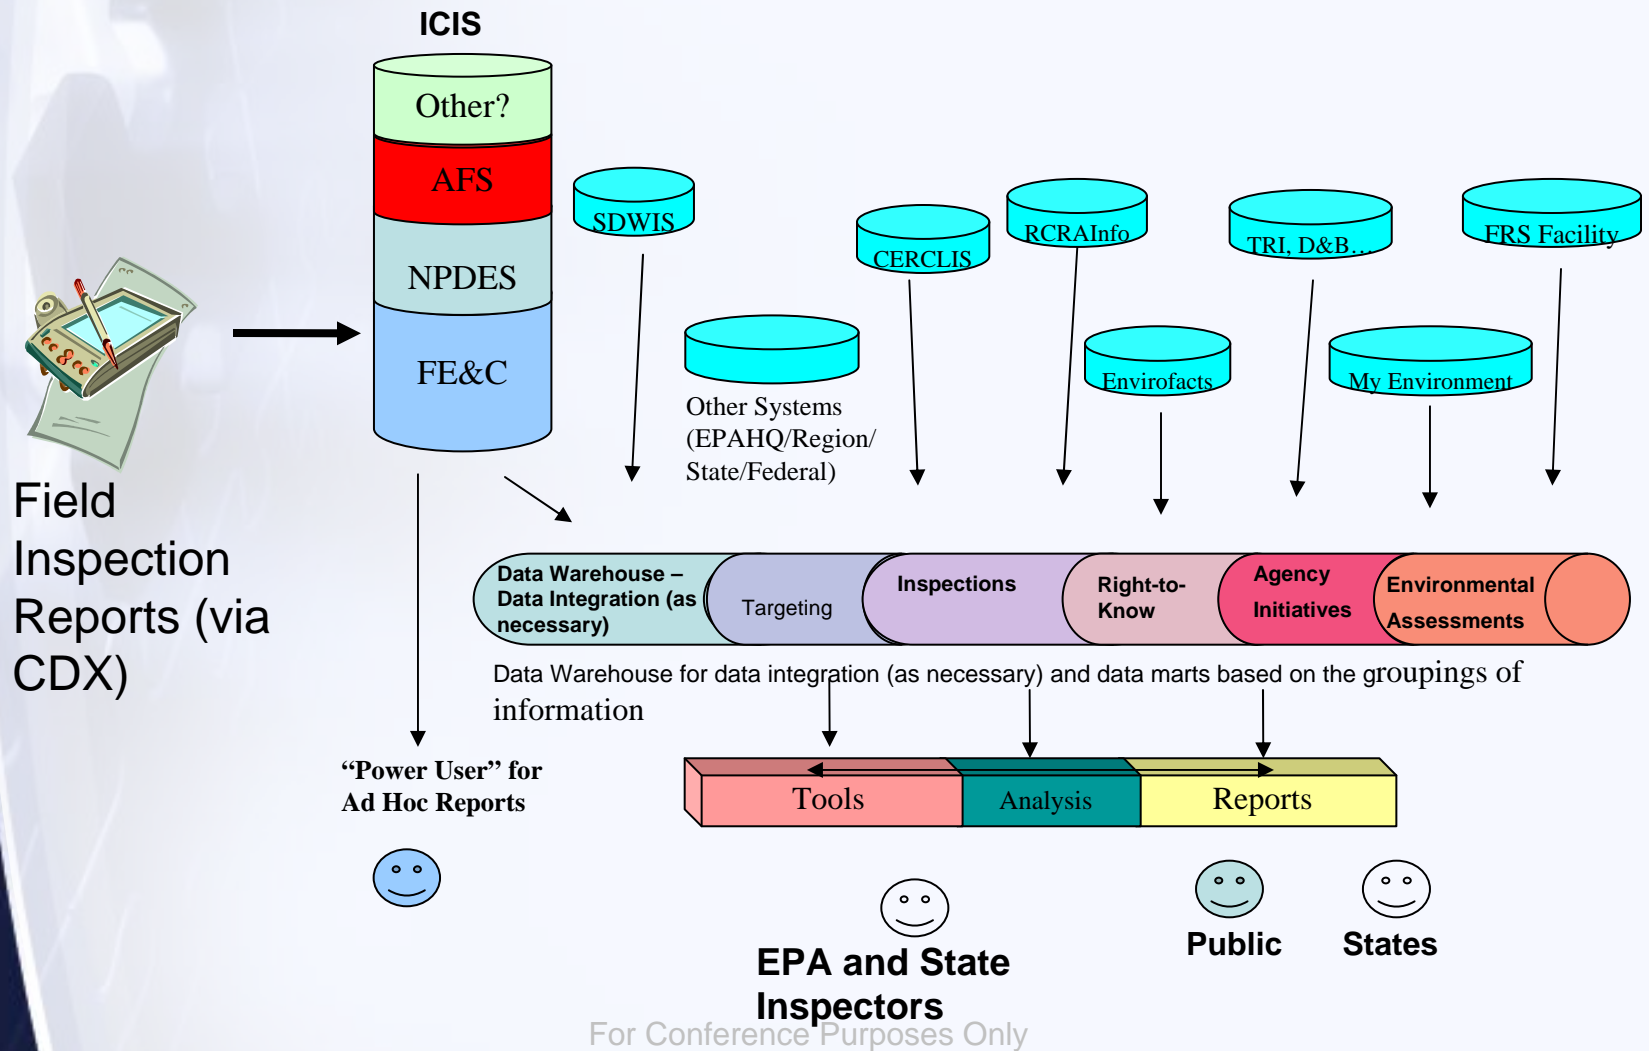 ICIS
Other?
AFS
NPDES
FE&C
SDWIS
CERCLIS
RCRAInfo
TRI, D&B…
FRS Facility
Envirofacts
My Environment
Other Systems
(EPAHQ/Region/
State/Federal)
Field
Inspection
Reports (via
CDX)
Data Warehouse –
Data Integration (as
necessary)
Targeting
Inspections
Right-to-
Know
Agency
Initiatives
Environmental
Assessments
Data Warehouse for data integration (as necessary) and data marts based on the groupings of
information
“Power User” for
Ad Hoc Reports
Tools
Analysis
Reports
EPA and State
Inspectors
Public
States
For Conference Purposes Only